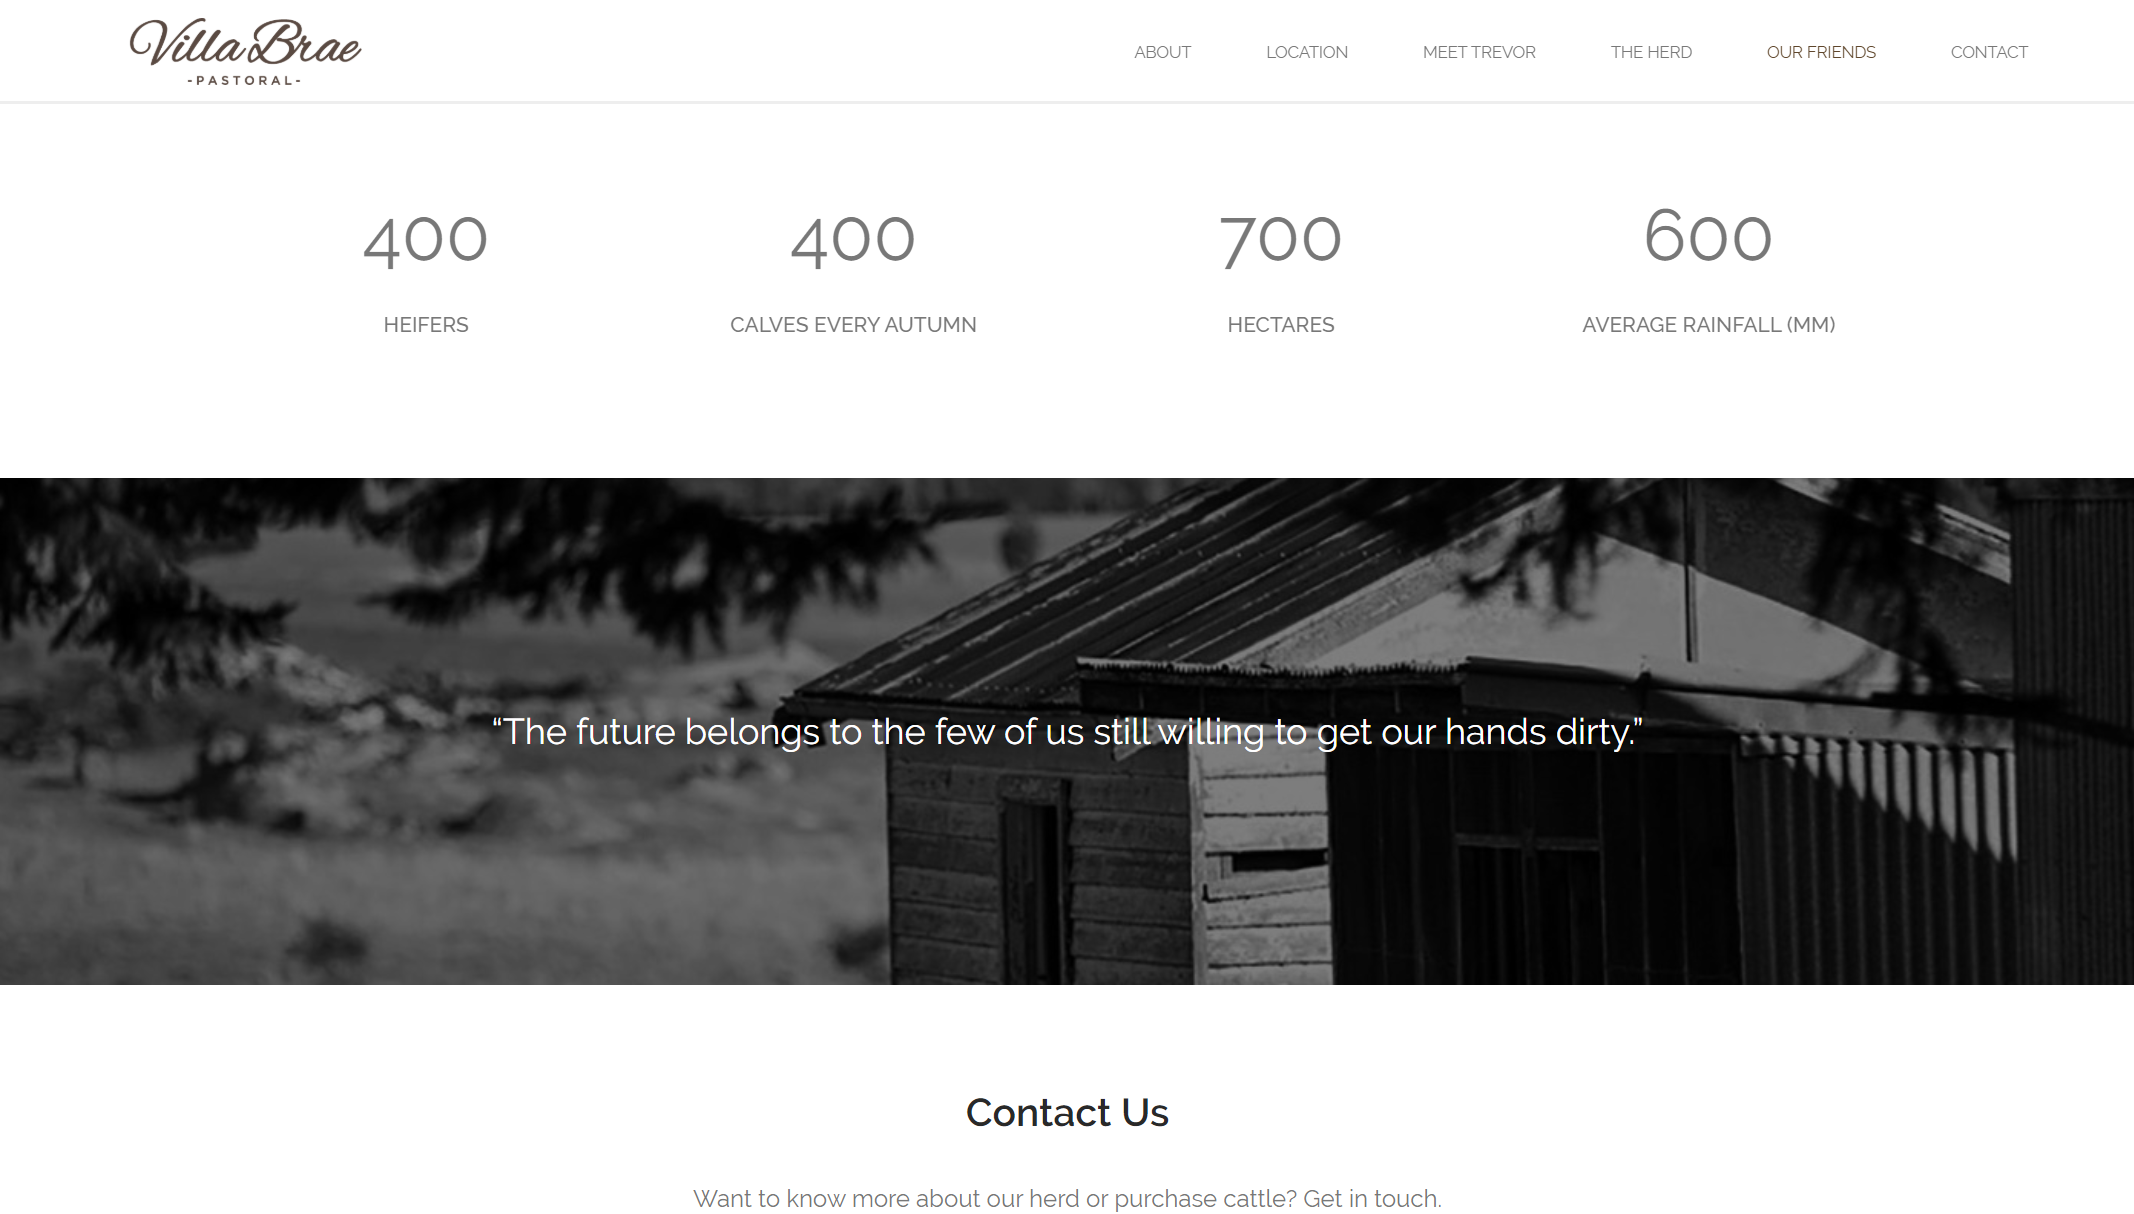 Villa Brae
-PASTORAL-
ABOUT
LOCATION
MEET TREVOR
THE HERD
OUR FRIENDS
CONTACT
400
400
700
600
HEIFERS
CALVES EVERY AUTUMN
HECTARES
AVERAGE RAINFALL (MM)
“The future belongs to the few of us still willing to get our hands dirty.”
Contact Us
Want to know more about our herd or purchase cattle? Get in touch.